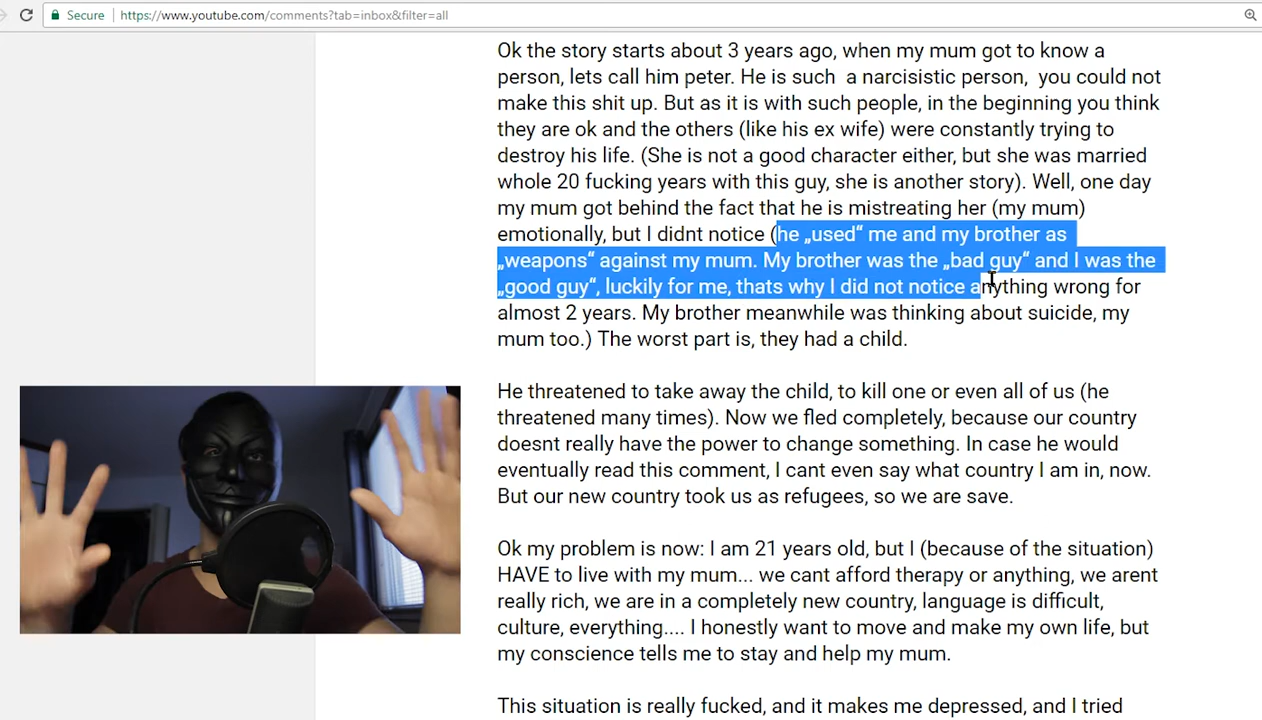 Secure https://www.youtube.com/comments?tab=inbox&filter=all
Ok the story starts about 3 years ago, when my mum got to know a
person, lets call him peter. He is such a narcisistic person, you could not
make this shit up. But as it is with such people, in the beginning you think
they are ok and the others (like his ex wife) were constantly trying to
destroy his life. (She is not a good character either, but she was married
whole 20 fucking years with this guy, she is another story). Well, one day
my mum got behind the fact that he is mistreating her (my mum)
emotionally, but I didnt notice (he „used“ me and my brother as
„weapons“ against my mum. My brother was the „bad guy“ and I was the
„good guy“, luckily for me, thats why I did not notice anything wrong for
almost 2 years. My brother meanwhile was thinking about suicide, my
mum too.) The worst part is, they had a child.
He threatened to take away the child, to kill one or even all of us (he
threatened many times). Now we fled completely, because our country
doesnt really have the power to change something. In case he would
eventually read this comment, I cant even say what country I am in, now.
But our new country took us as refugees, so we are save.
Ok my problem is now: I am 21 years old, but I (because of the situation)
HAVE to live with my mum... we cant afford therapy or anything, we arent
really rich, we are in a completely new country, language is difficult,
culture, everything.... I honestly want to move and make my own life, but
my conscience tells me to stay and help my mum.
This situation is really fucked, and it makes me depressed, and I tried